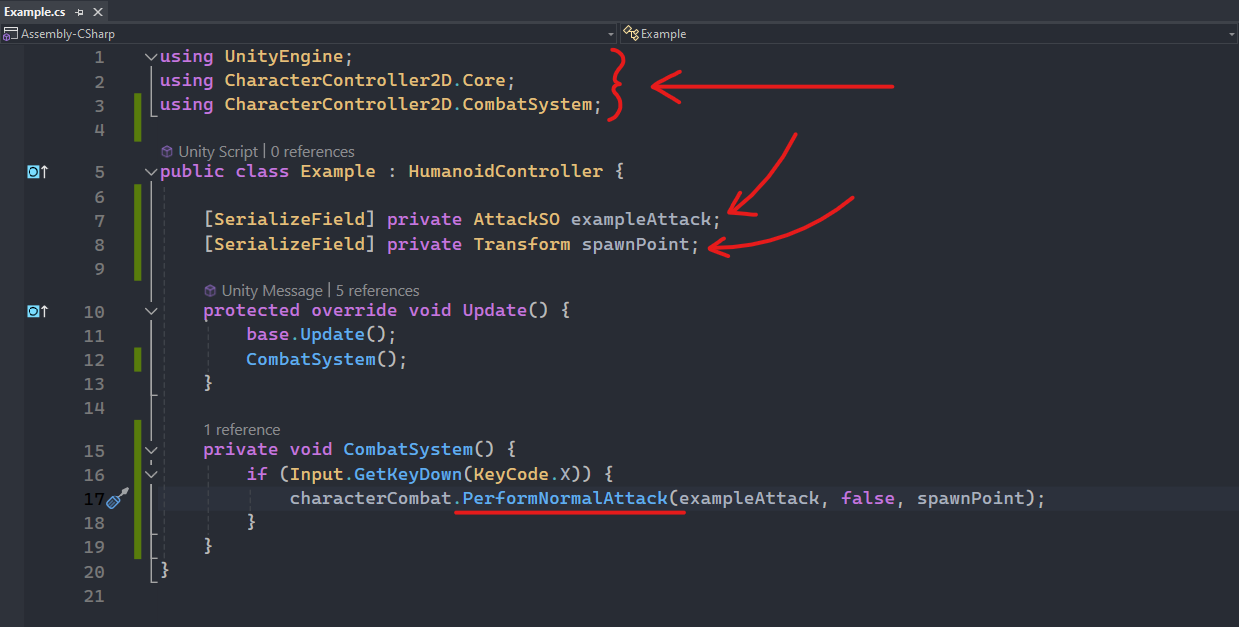 Example.cs
Assembly-CSharp
Example
1 using UnityEngine;
2 using CharacterController2D.Core;
3 using CharacterController2D.CombatSystem;
4
Unity Script | 0 references
5 public class Example : HumanoidController {
6
7 [SerializeField] private AttackSO exampleAttack;
8 [SerializeField] private Transform spawnPoint;
9
Unity Message | 5 references
10 protected override void Update() {
11 base.Update();
12 CombatSystem();
13 }
14
1 reference
15 private void CombatSystem() {
16 if (Input.GetKeyDown(KeyCode.X)) {
17 characterCombat.PerformNormalAttack(exampleAttack, false, spawnPoint);
18 }
19 }
20 }
21